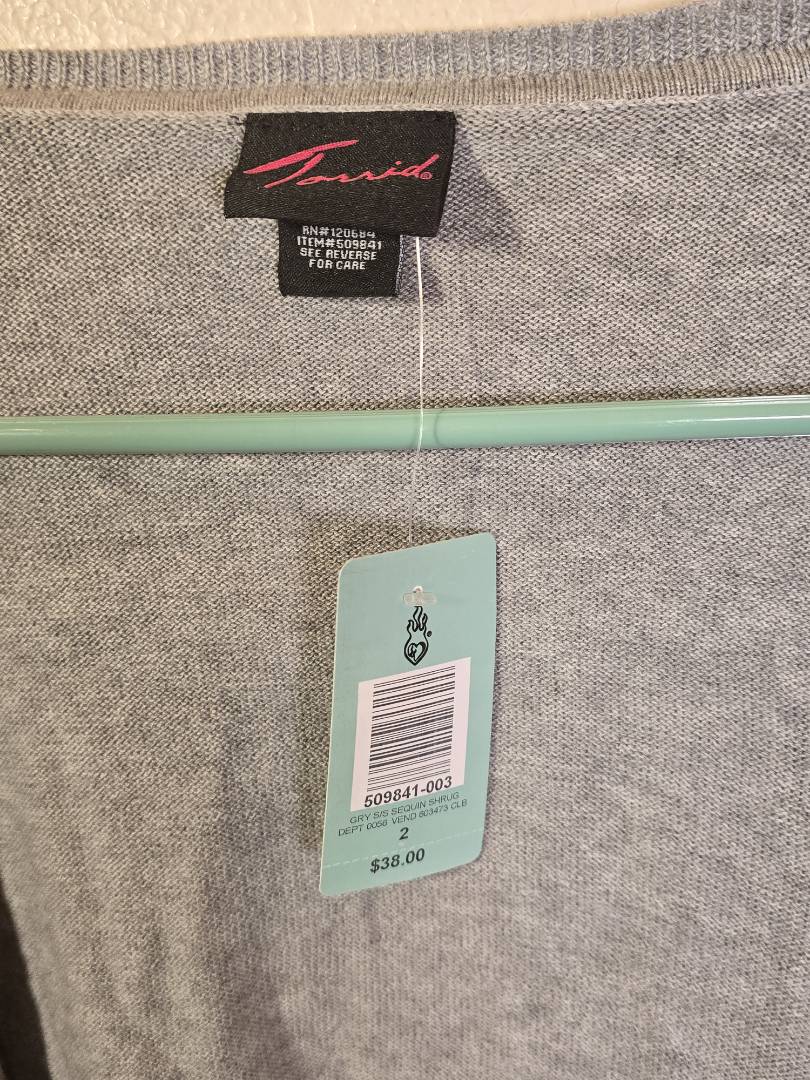 Torrid®
RN#120684
ITEM#509841
SEE REVERSE
FOR CARE
®
509841-003
GRY S/S SEQUIN SHRUG
DEPT 0056 VEND 603473 CLB
2
$38.00